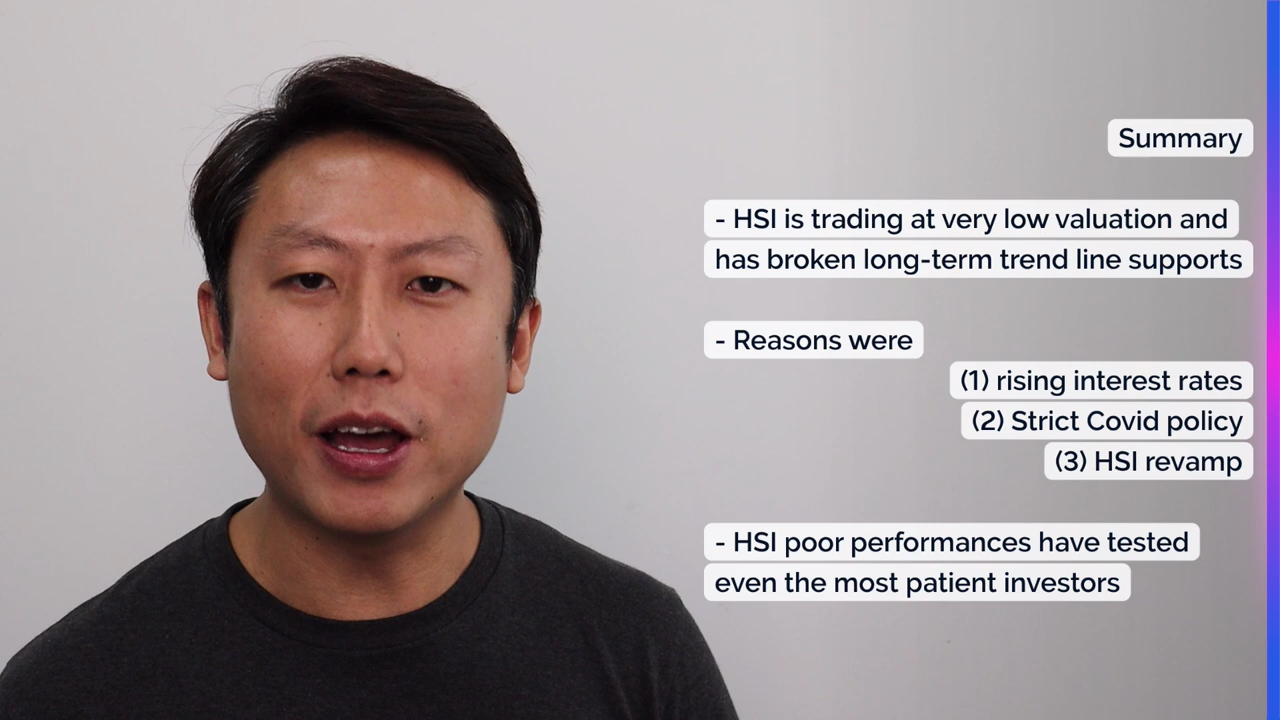 Summary
- HSI is trading at very low valuation and
has broken long-term trend line supports
- Reasons were
(1) rising interest rates
(2) Strict Covid policy
(3) HSI revamp
- HSI poor performances have tested
even the most patient investors